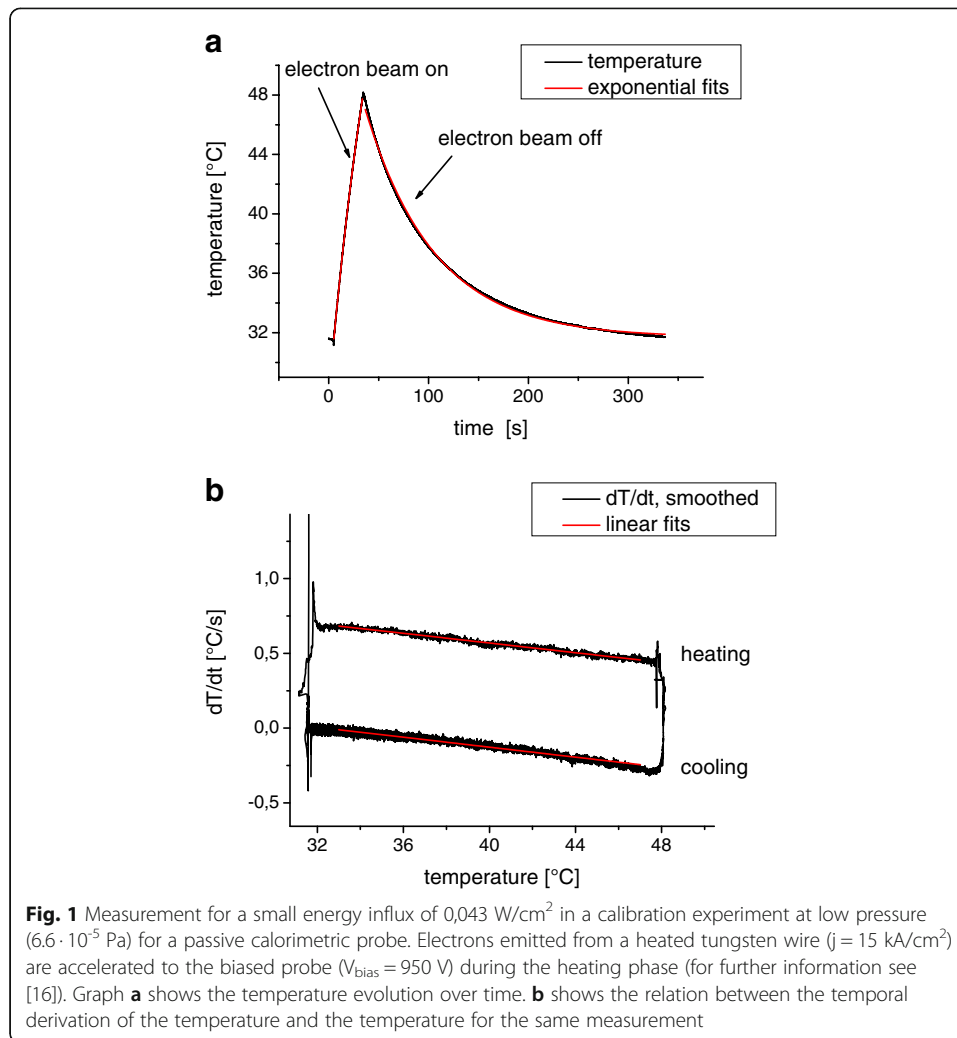 a
temperature
exponential fits
electron beam on
electron beam off
temperature [°C]
48
44
40
36
32
0 100 200 300
time [s]
b
dT/dt, smoothed
linear fits
dT/dt [°C/s]
1,0
0,5
0,0
-0,5
heating
cooling
32 36 40 44 48
temperature [°C]
Fig. 1 Measurement for a small energy influx of 0,043 W/cm² in a calibration experiment at low pressure
(6.6 · 10⁻⁵ Pa) for a passive calorimetric probe. Electrons emitted from a heated tungsten wire (j = 15 kA/cm²)
are accelerated to the biased probe (V_bias = 950 V) during the heating phase (for further information see
[16]). Graph a shows the temperature evolution over time. b shows the relation between the temporal
derivation of the temperature and the temperature for the same measurement